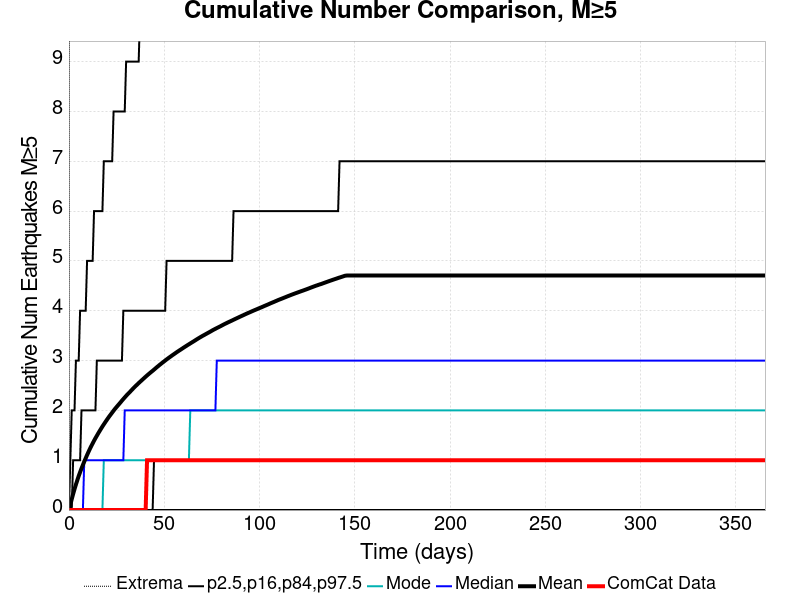 Cumulative Number Comparison, M≥5
Cumulative Num Earthquakes M≥5
9
8
7
6
5
4
3
2
1
0
0 50 100 150 200 250 300 350
Time (days)
Extrema p2.5,p16,p84,p97.5 Mode Median Mean ComCat Data